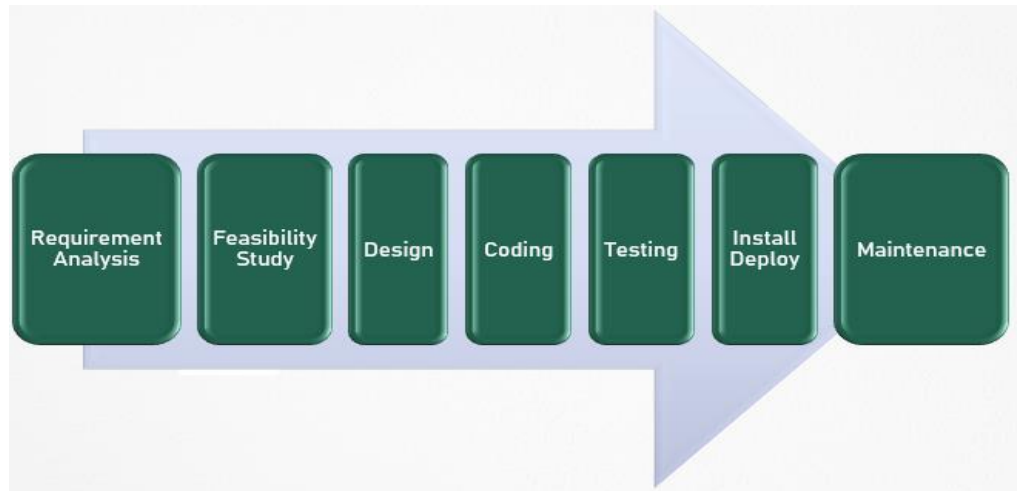 Requirement
Analysis
Feasibility
Study
Design
Coding
Testing
Install
Deploy
Maintenance